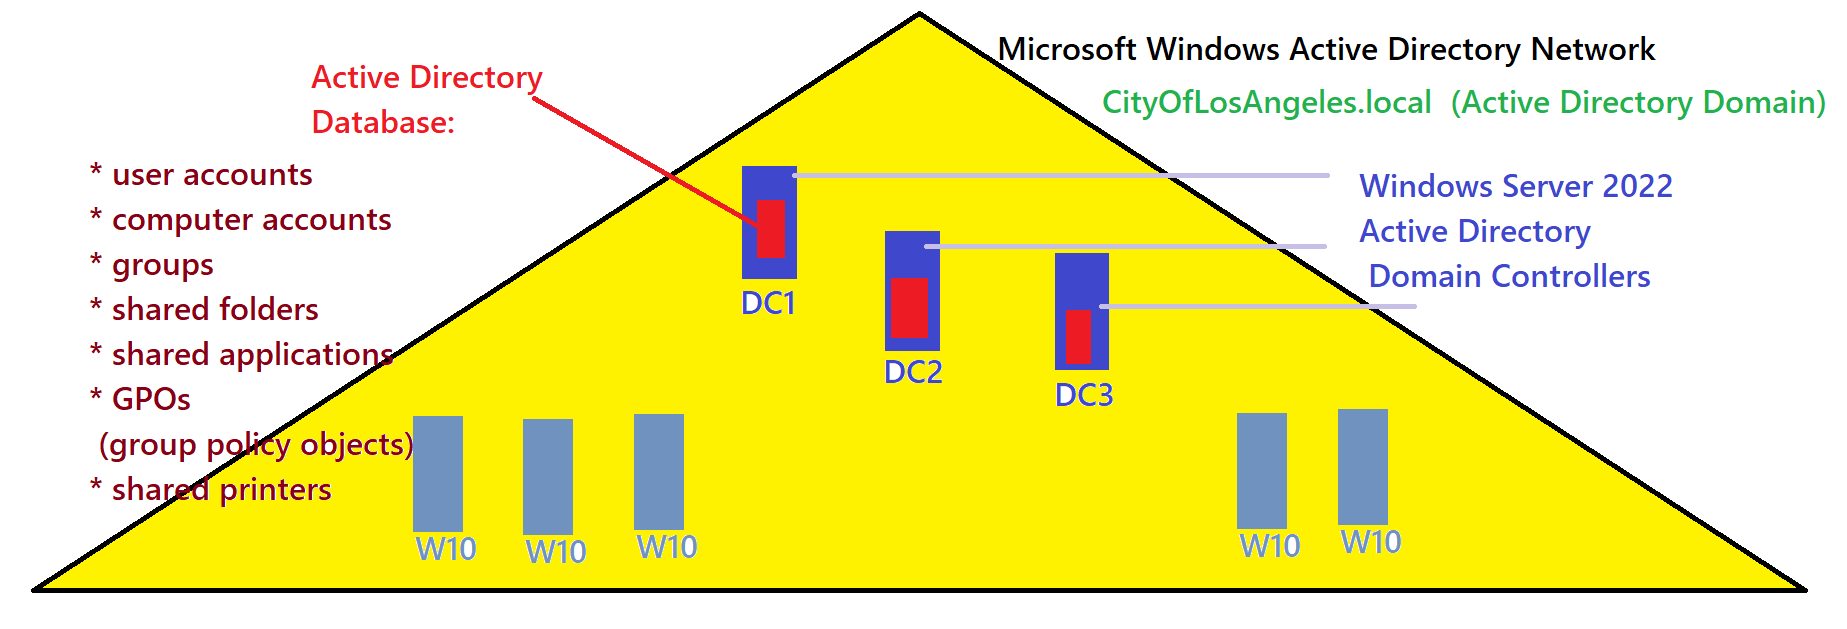 Microsoft Windows Active Directory Network
CityOfLosAngeles.local (Active Directory Domain)
Active Directory
Database:
* user accounts
* computer accounts
* groups
* shared folders
* shared applications
* GPOs
(group policy objects)
* shared printers
Windows Server 2022
Active Directory
Domain Controllers
DC1
DC2
DC3
W10
W10
W10
W10
W10